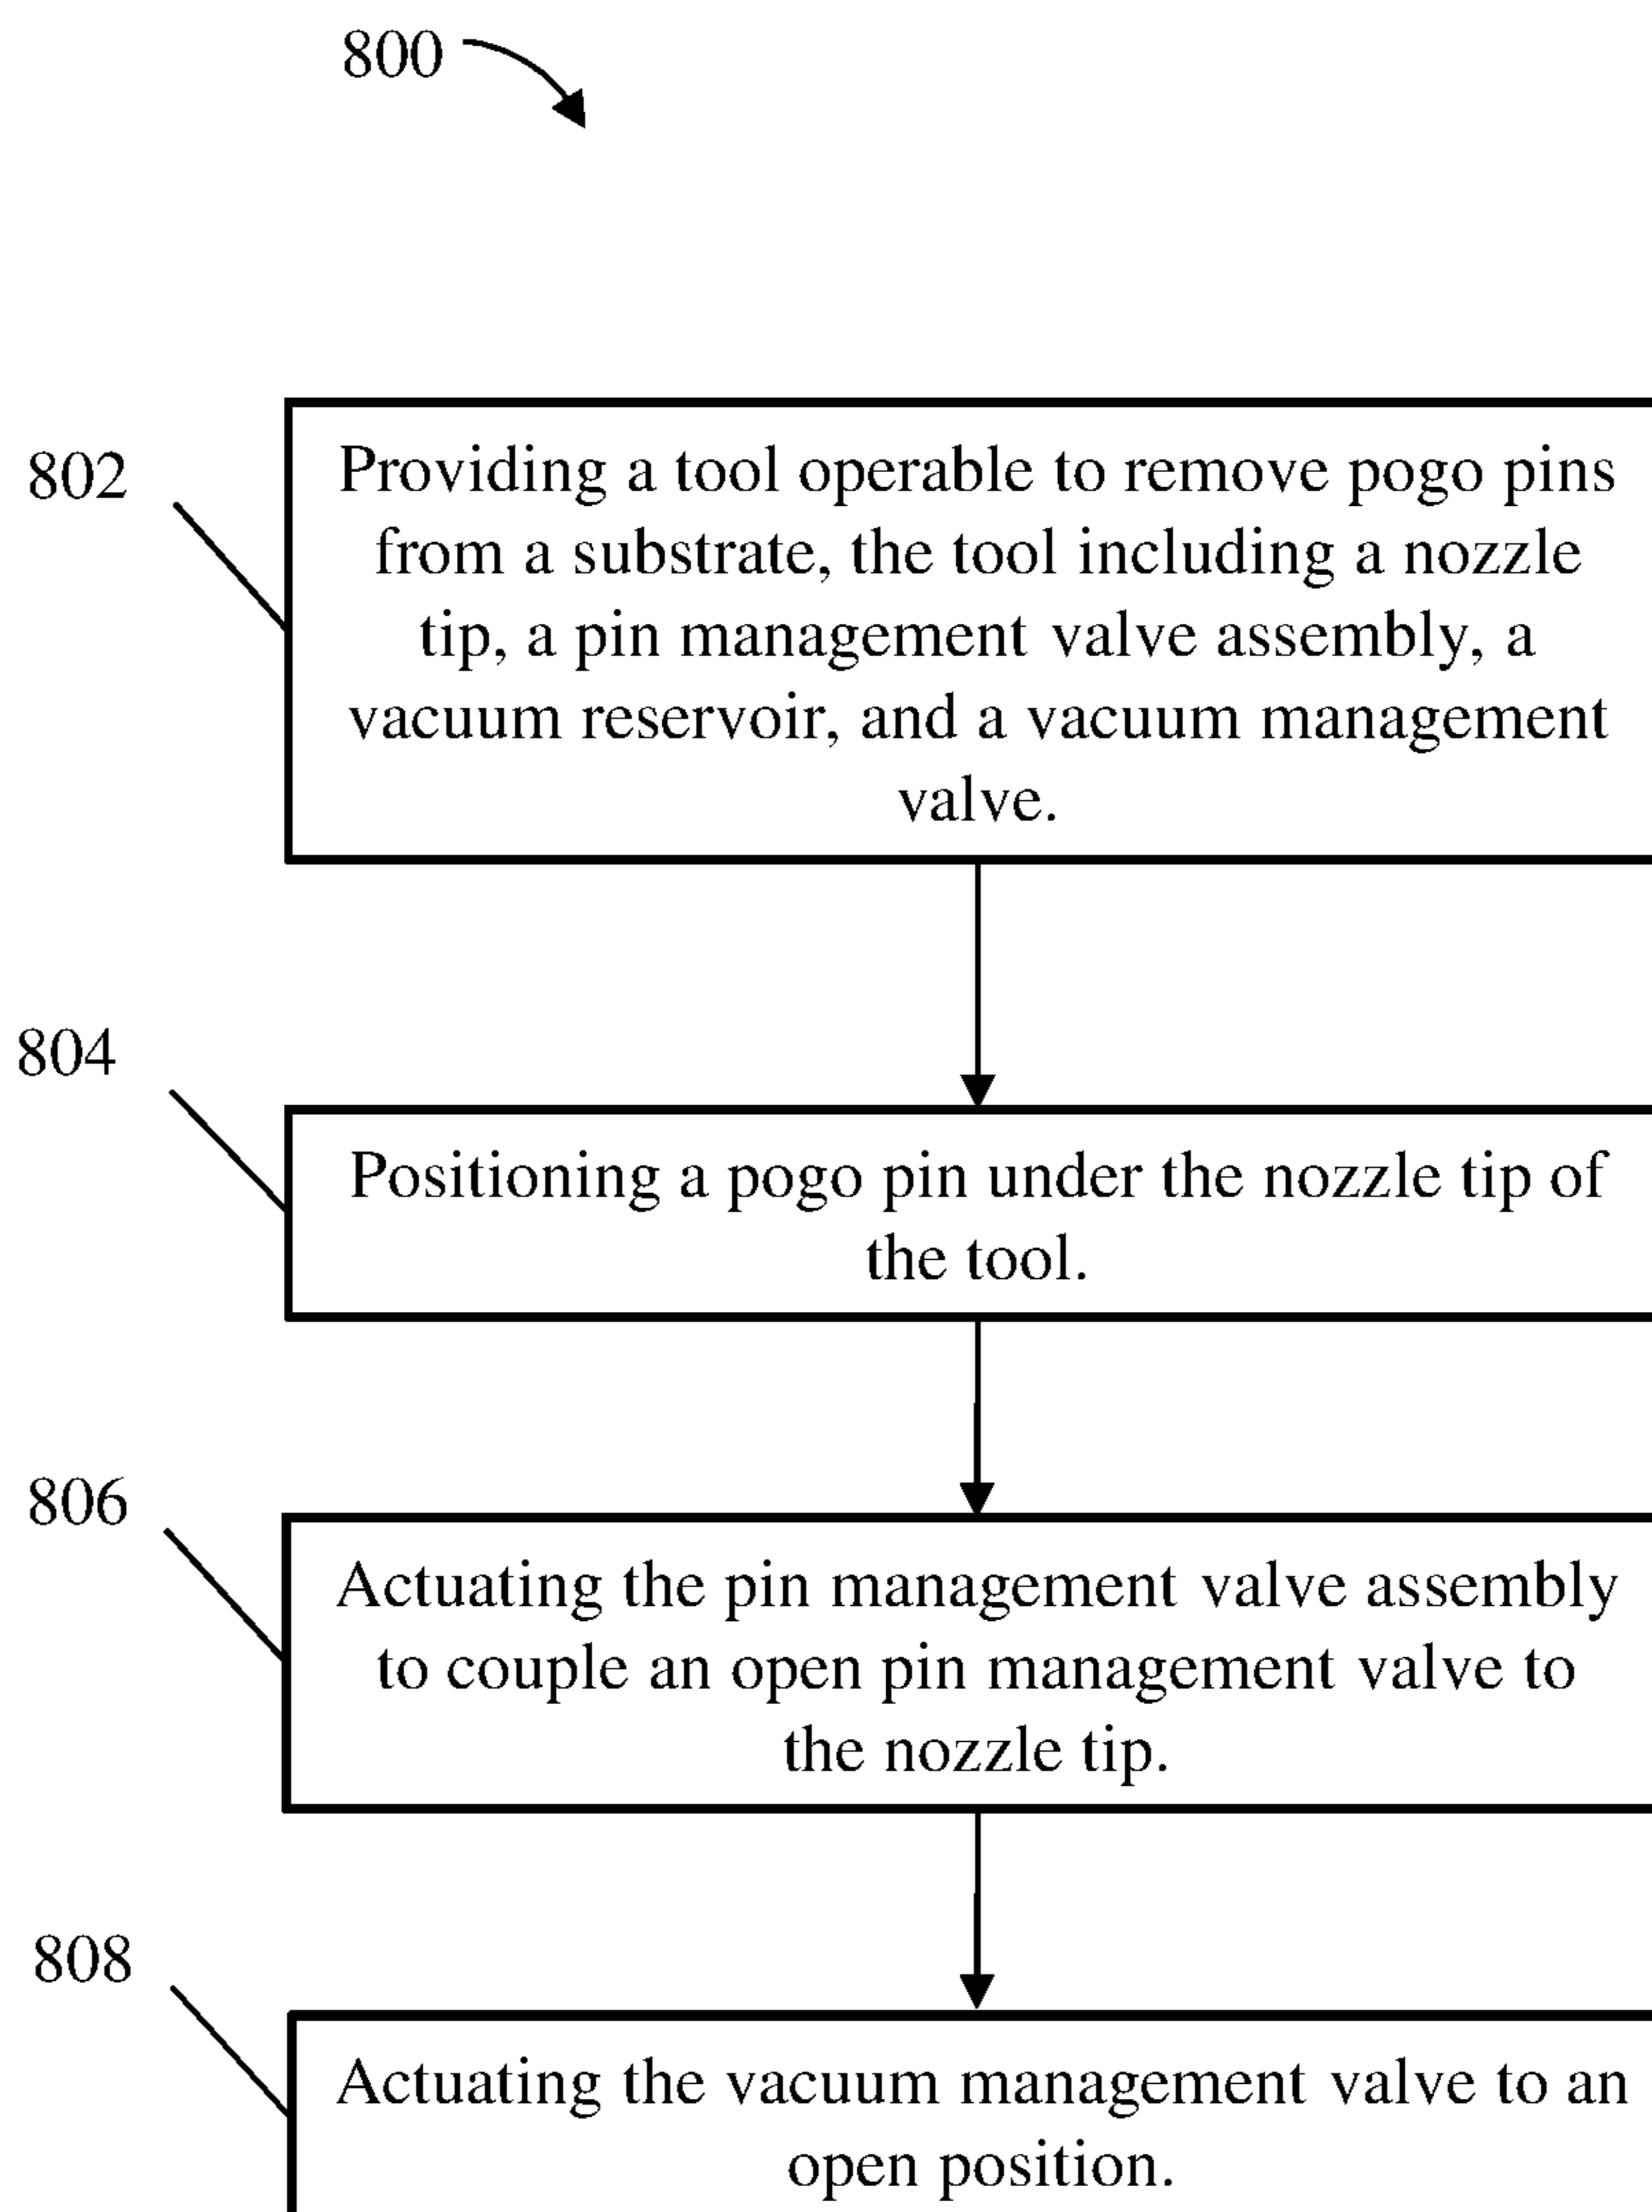 800
802
Providing a tool operable to remove pogo pins
from a substrate, the tool including a nozzle
tip, a pin management valve assembly, a
vacuum reservoir, and a vacuum management
valve.
804
Positioning a pogo pin under the nozzle tip of
the tool.
806
Actuating the pin management valve assembly
to couple an open pin management valve to
the nozzle tip.
808
Actuating the vacuum management valve to an
open position.